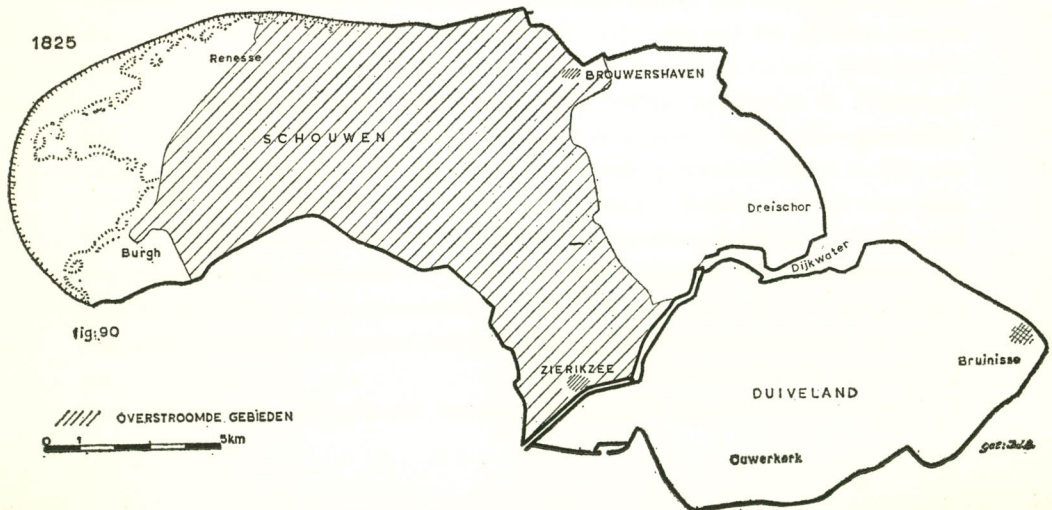 1825
Renesse
BROUWERSHAVEN
SCHOUWEN
Dreischor
Burgh
Dijkwater
fig:90
ZIERIKZEE
Bruinisse
DUIVELAND
OVERSTROOMDE GEBIEDEN
0 1 5km
Ouwerkerk